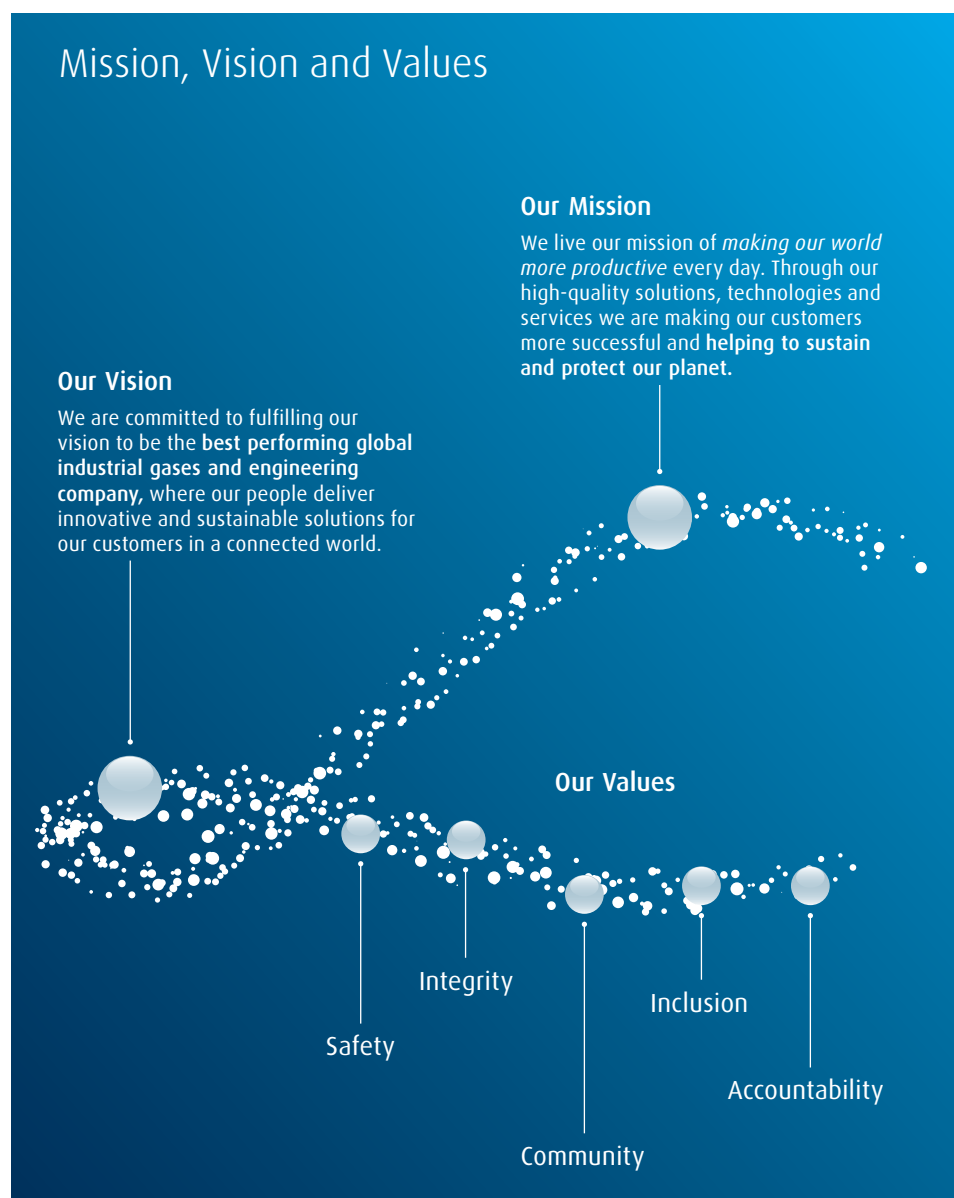 Mission, Vision and Values
Our Mission
We live our mission of making our world
more productive every day. Through our
high-quality solutions, technologies and
services we are making our customers
more successful and helping to sustain
and protect our planet.
Our Vision
We are committed to fulfilling our
vision to be the best performing global
industrial gases and engineering
company, where our people deliver
innovative and sustainable solutions for
our customers in a connected world.
Our Values
Safety
Integrity
Community
Inclusion
Accountability